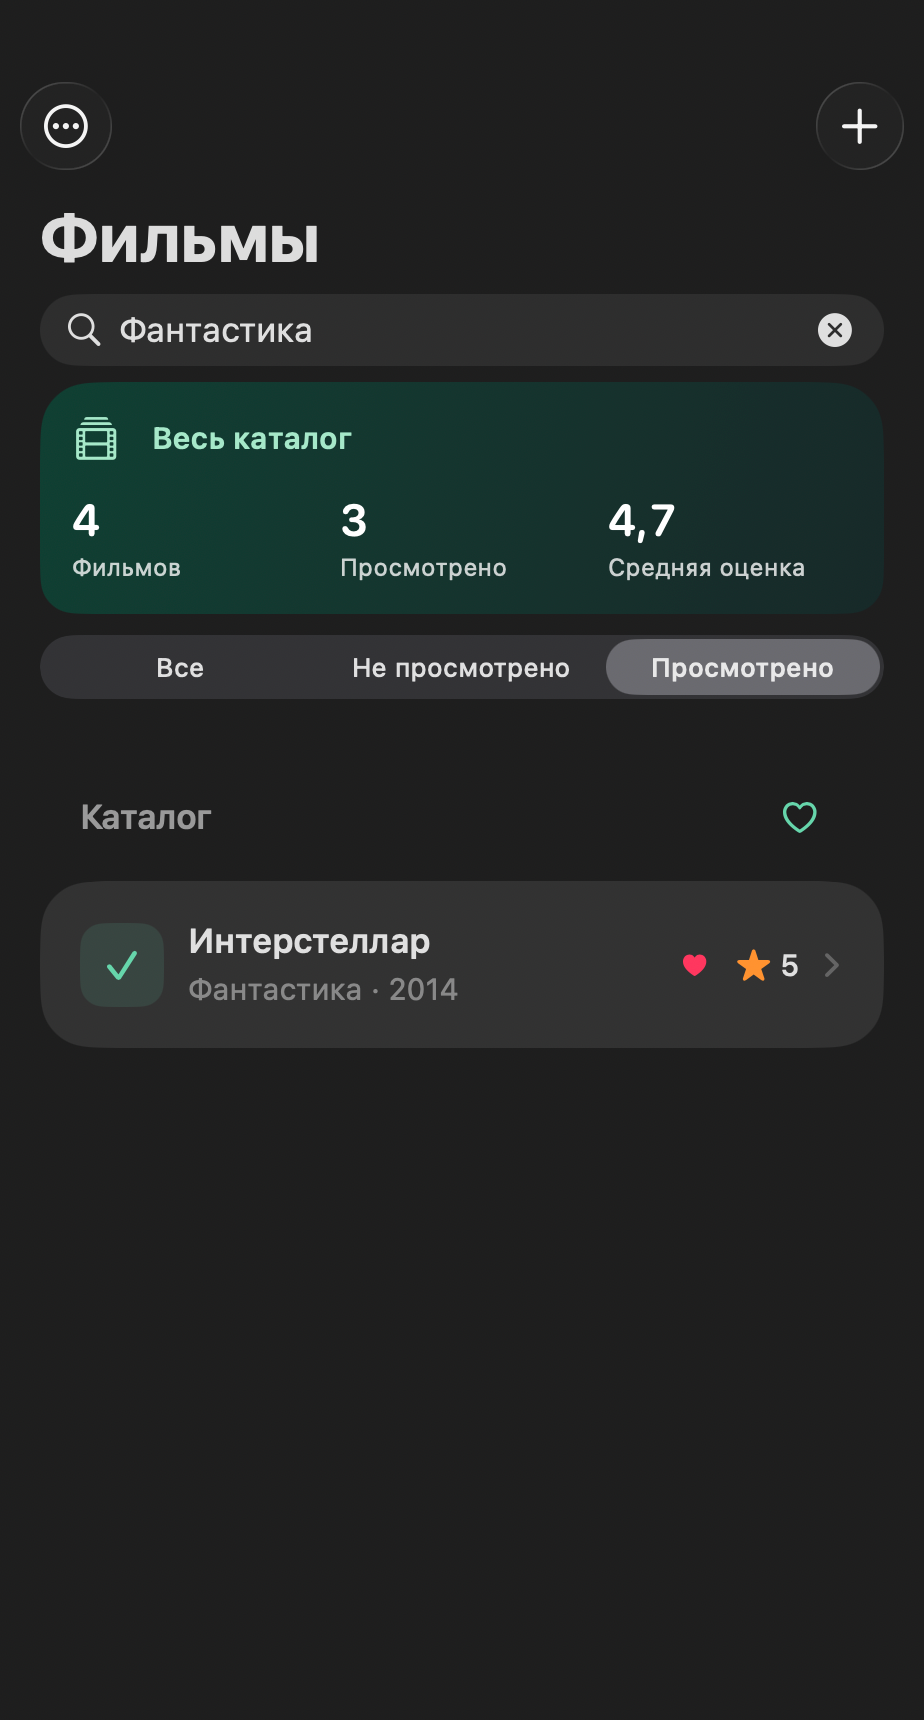 Фильмы
Фантастика
Весь каталог
4 3 4,7
Фильмов Просмотрено Средняя оценка
Все Не просмотрено Просмотрено
Каталог
Интерстеллар
Фантастика · 2014
5